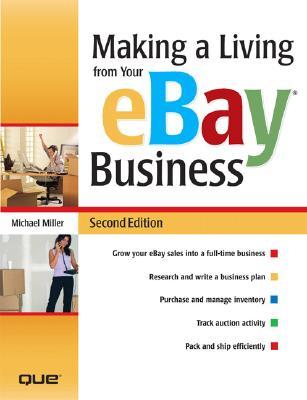 Making a Living
from Your
eBay®
Business
Michael Miller
Second Edition
Grow your eBay sales into a full-time business
Research and write a business plan
Purchase and manage inventory
Track auction activity
Pack and ship efficiently
QUE®